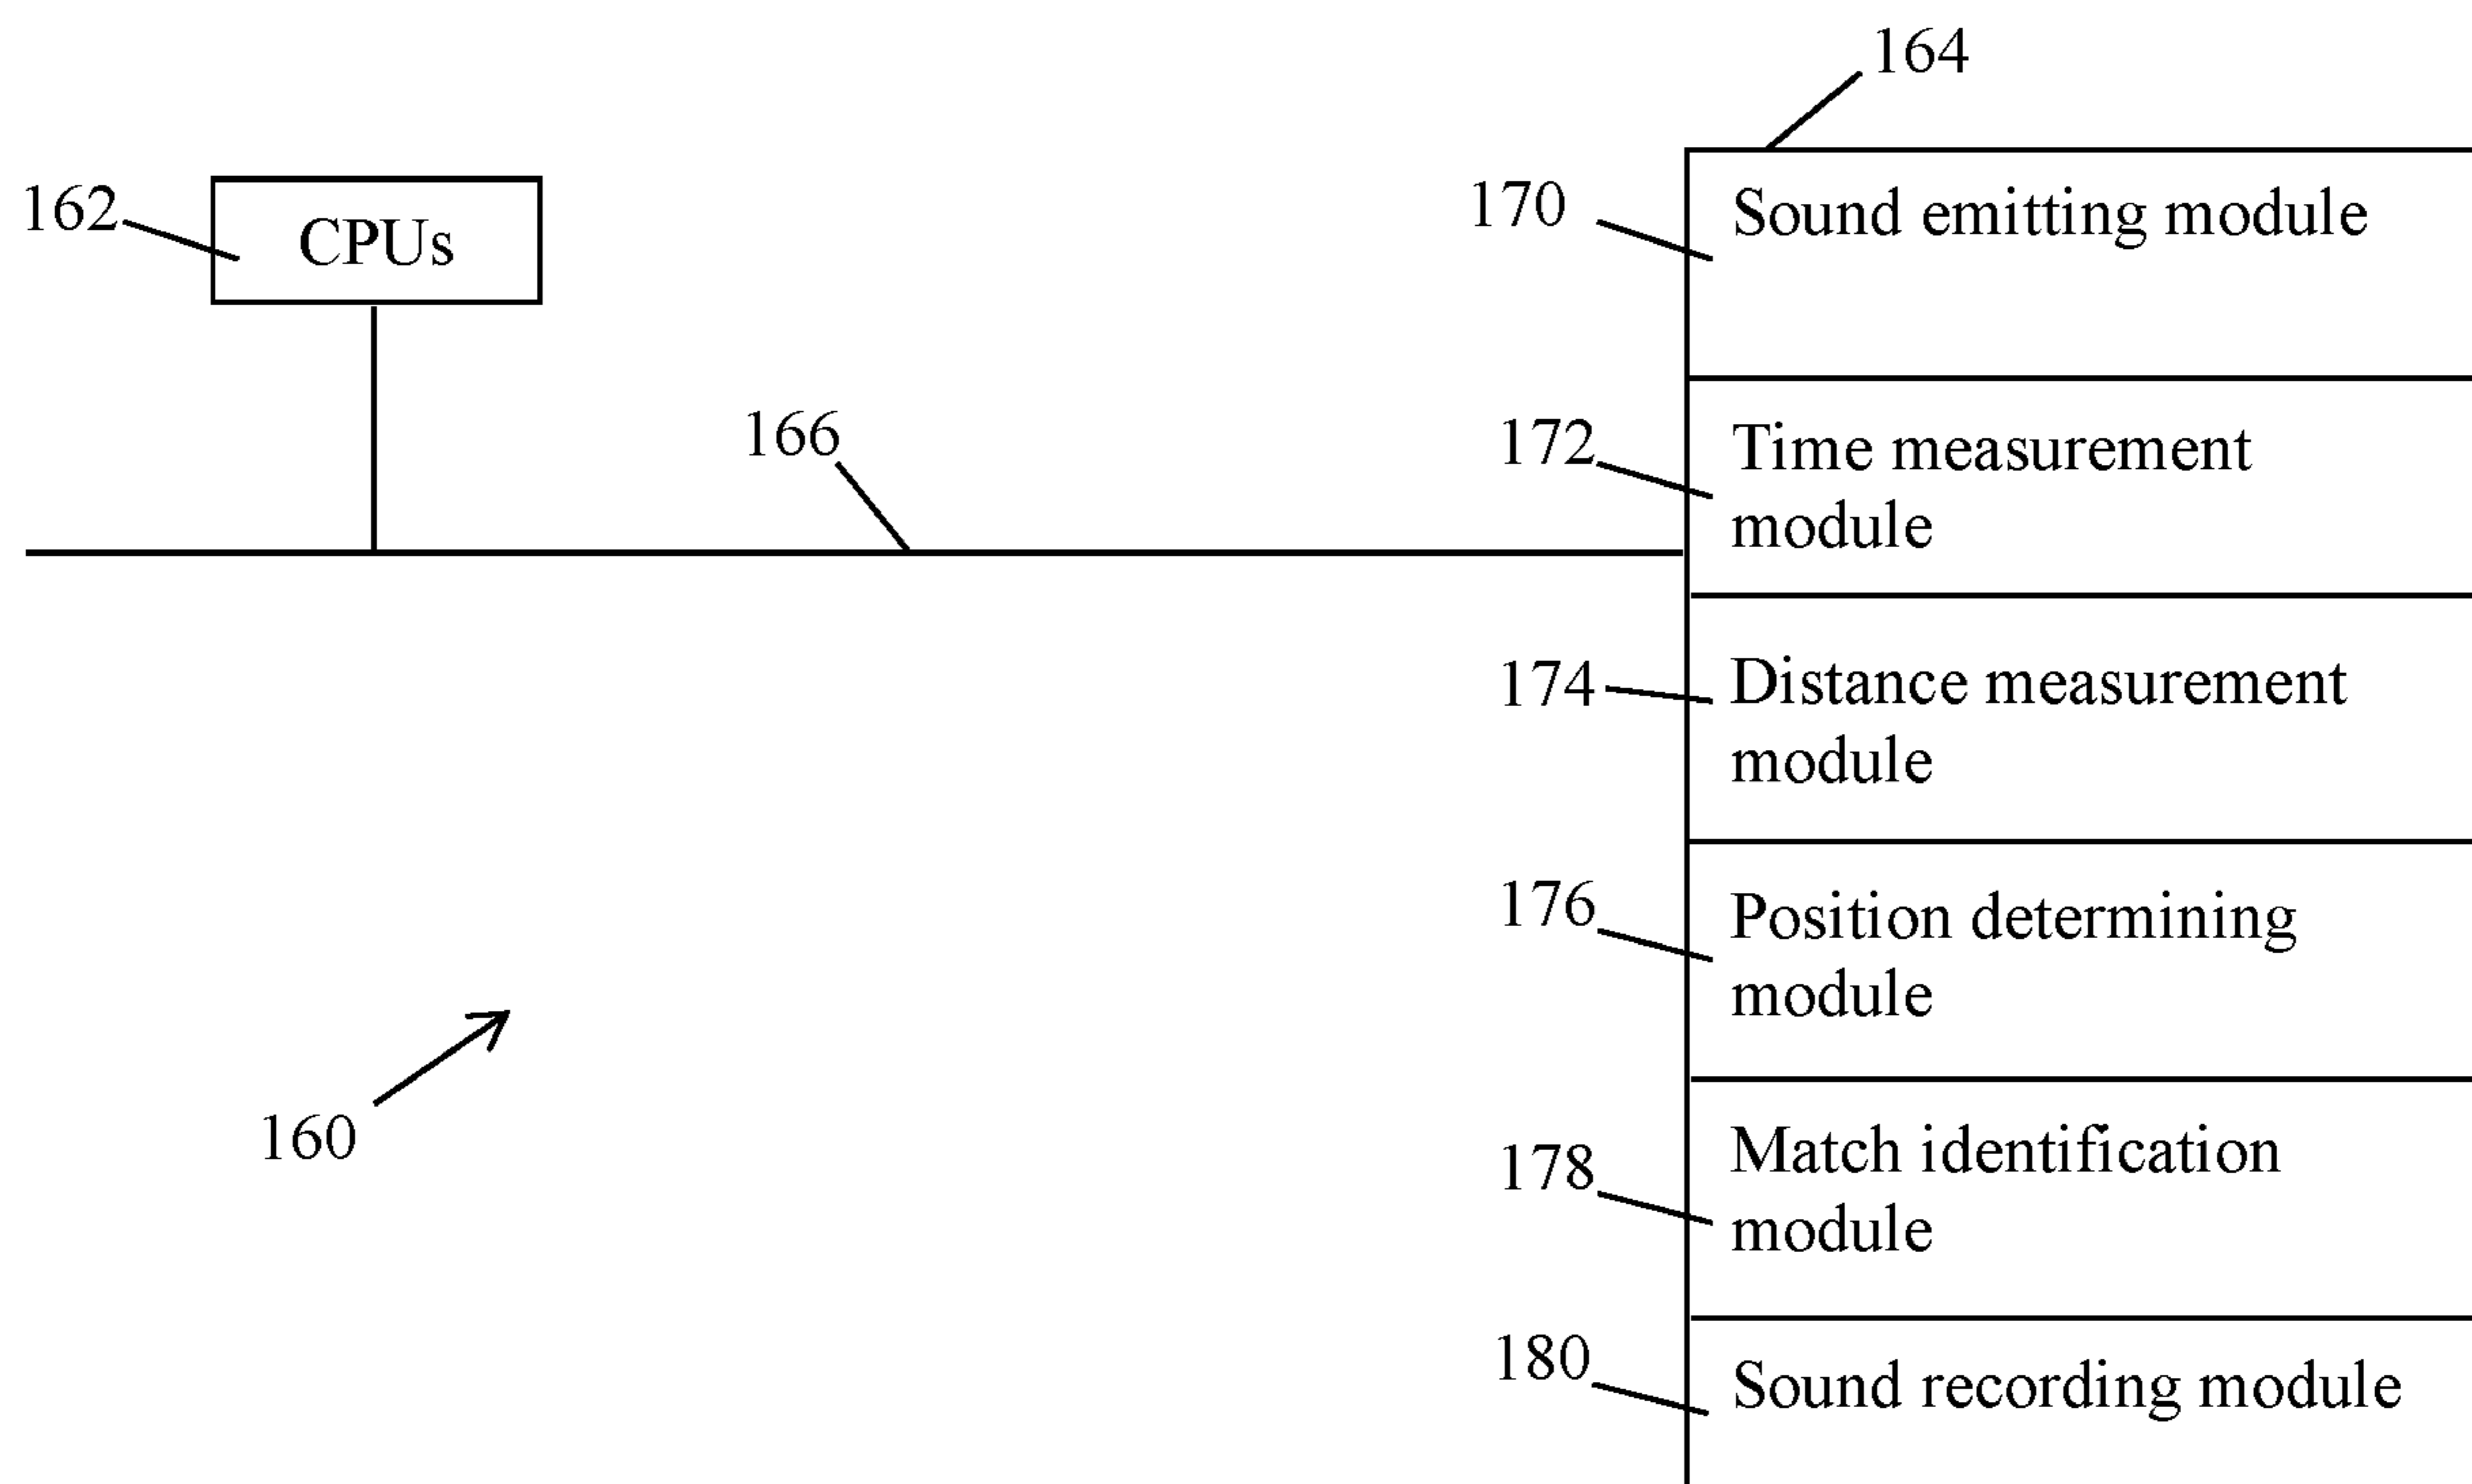 164
162
CPUs
170
Sound emitting module
166
172
Time measurement
module
174
Distance measurement
module
176
Position determining
module
160
178
Match identification
module
180
Sound recording module